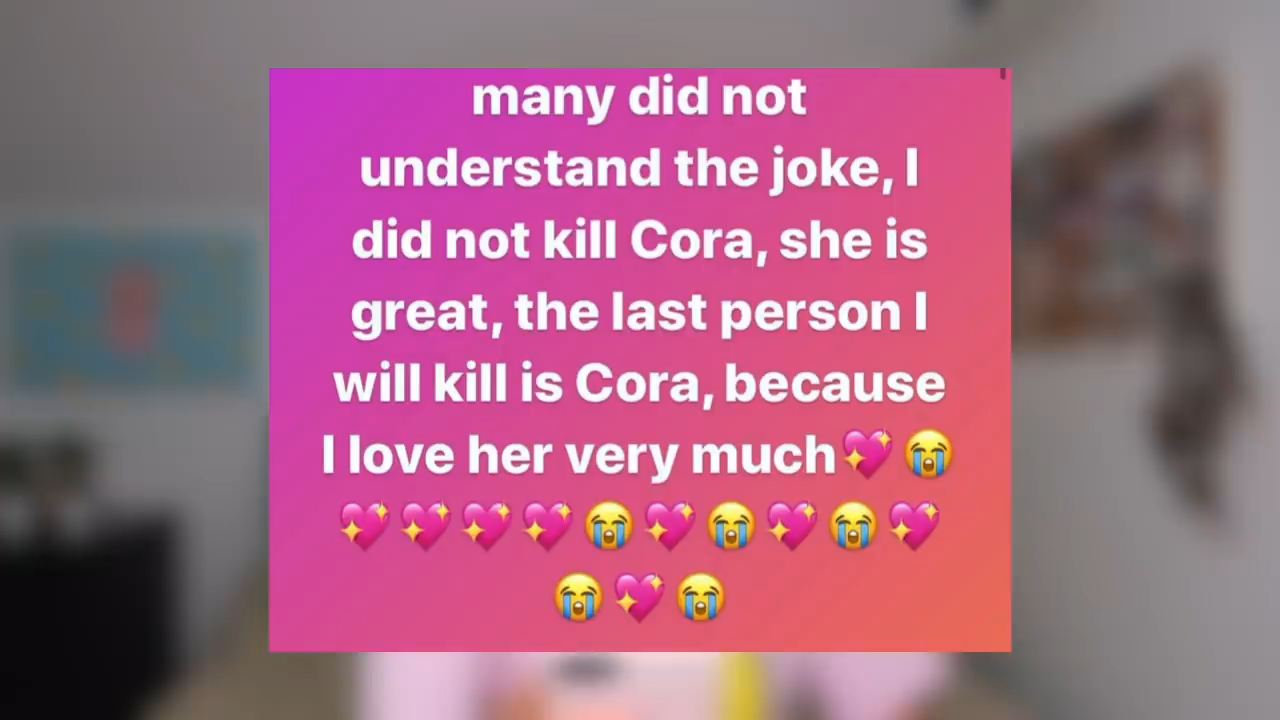 many did not
understand the joke, I
did not kill Cora, she is
great, the last person I
will kill is Cora, because
I love her very much💖😭
💖💖💖💖😭💖😭💖😭💖
😭💖😭